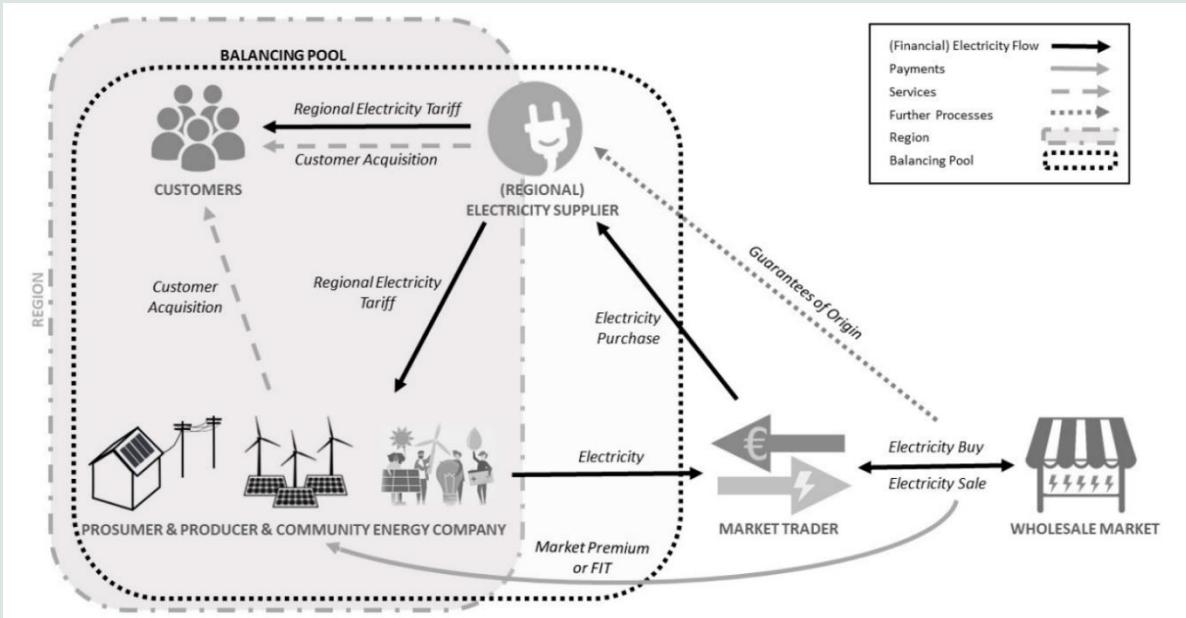 BALANCING POOL
Regional Electricity Tariff
Customer Acquisition
CUSTOMERS
(REGIONAL)
ELECTRICITY SUPPLIER
(Financial) Electricity Flow
Payments
Services
Further Processes
Region
Balancing Pool
REGION
Customer
Acquisition
Regional Electricity
Tariff
Electricity
Purchase
Guarantees of Origin
Electricity
€
Electricity Buy
Electricity Sale
PROSUMER & PRODUCER & COMMUNITY ENERGY COMPANY
MARKET TRADER
WHOLESALE MARKET
Market Premium
or FIT